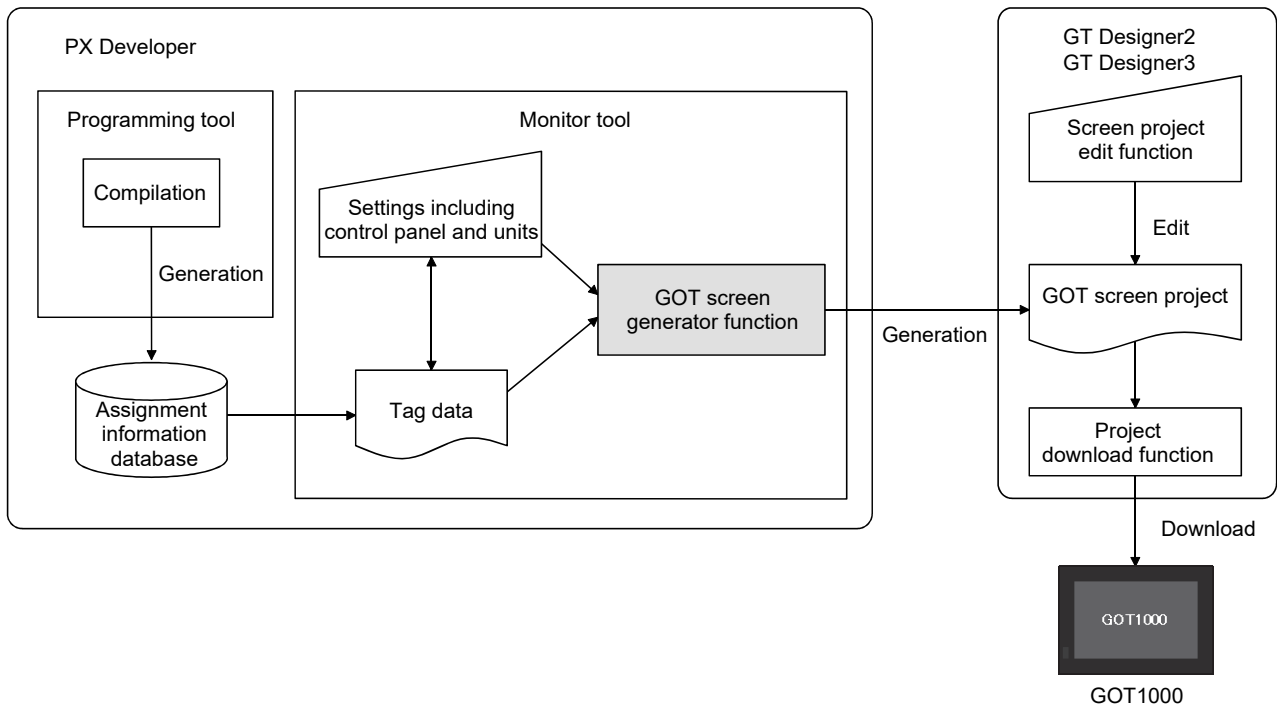 PX Developer
Programming tool
Compilation
Generation
Assignment
information
database
Monitor tool
Settings including
control panel and units
Tag data
GOT screen
generator function
Generation
GT Designer2
GT Designer3
Screen project
edit function
Edit
GOT screen project
Project
download function
Download
GOT1000
GOT1000